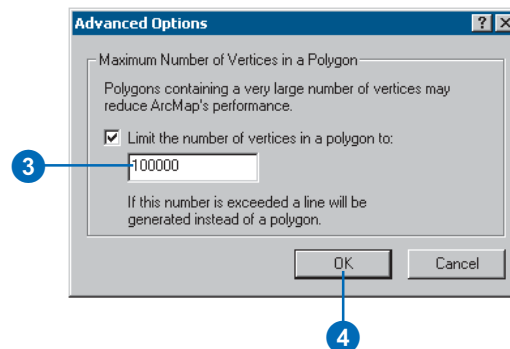 Advanced Options
Maximum Number of Vertices in a Polygon
Polygons containing a very large number of vertices may
reduce ArcMap's performance.
Limit the number of vertices in a polygon to:
3
100000
If this number is exceeded a line will be
generated instead of a polygon.
OK
Cancel
4